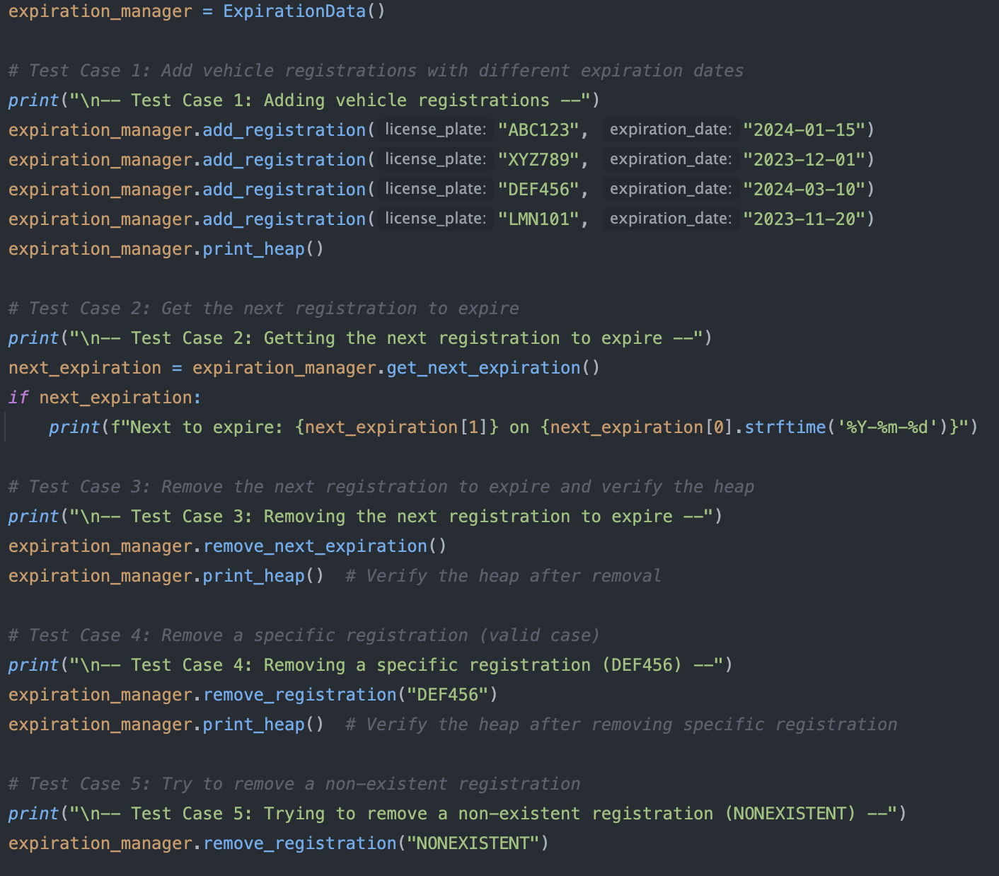 expiration_manager = ExpirationData()
# Test Case 1: Add vehicle registrations with different expiration dates
print("\n-- Test Case 1: Adding vehicle registrations --")
expiration_manager.add_registration( license_plate: "ABC123", expiration_date: "2024-01-15")
expiration_manager.add_registration( license_plate: "XYZ789", expiration_date: "2023-12-01")
expiration_manager.add_registration( license_plate: "DEF456", expiration_date: "2024-03-10")
expiration_manager.add_registration( license_plate: "LMN101", expiration_date: "2023-11-20")
expiration_manager.print_heap()
# Test Case 2: Get the next registration to expire
print("\n-- Test Case 2: Getting the next registration to expire --")
next_expiration = expiration_manager.get_next_expiration()
if next_expiration:
    print(f"Next to expire: {next_expiration[1]} on {next_expiration[0].strftime('%Y-%m-%d')}")
# Test Case 3: Remove the next registration to expire and verify the heap
print("\n-- Test Case 3: Removing the next registration to expire --")
expiration_manager.remove_next_expiration()
expiration_manager.print_heap()  # Verify the heap after removal
# Test Case 4: Remove a specific registration (valid case)
print("\n-- Test Case 4: Removing a specific registration (DEF456) --")
expiration_manager.remove_registration("DEF456")
expiration_manager.print_heap()  # Verify the heap after removing specific registration
# Test Case 5: Try to remove a non-existent registration
print("\n-- Test Case 5: Trying to remove a non-existent registration (NONEXISTENT) --")
expiration_manager.remove_registration("NONEXISTENT")